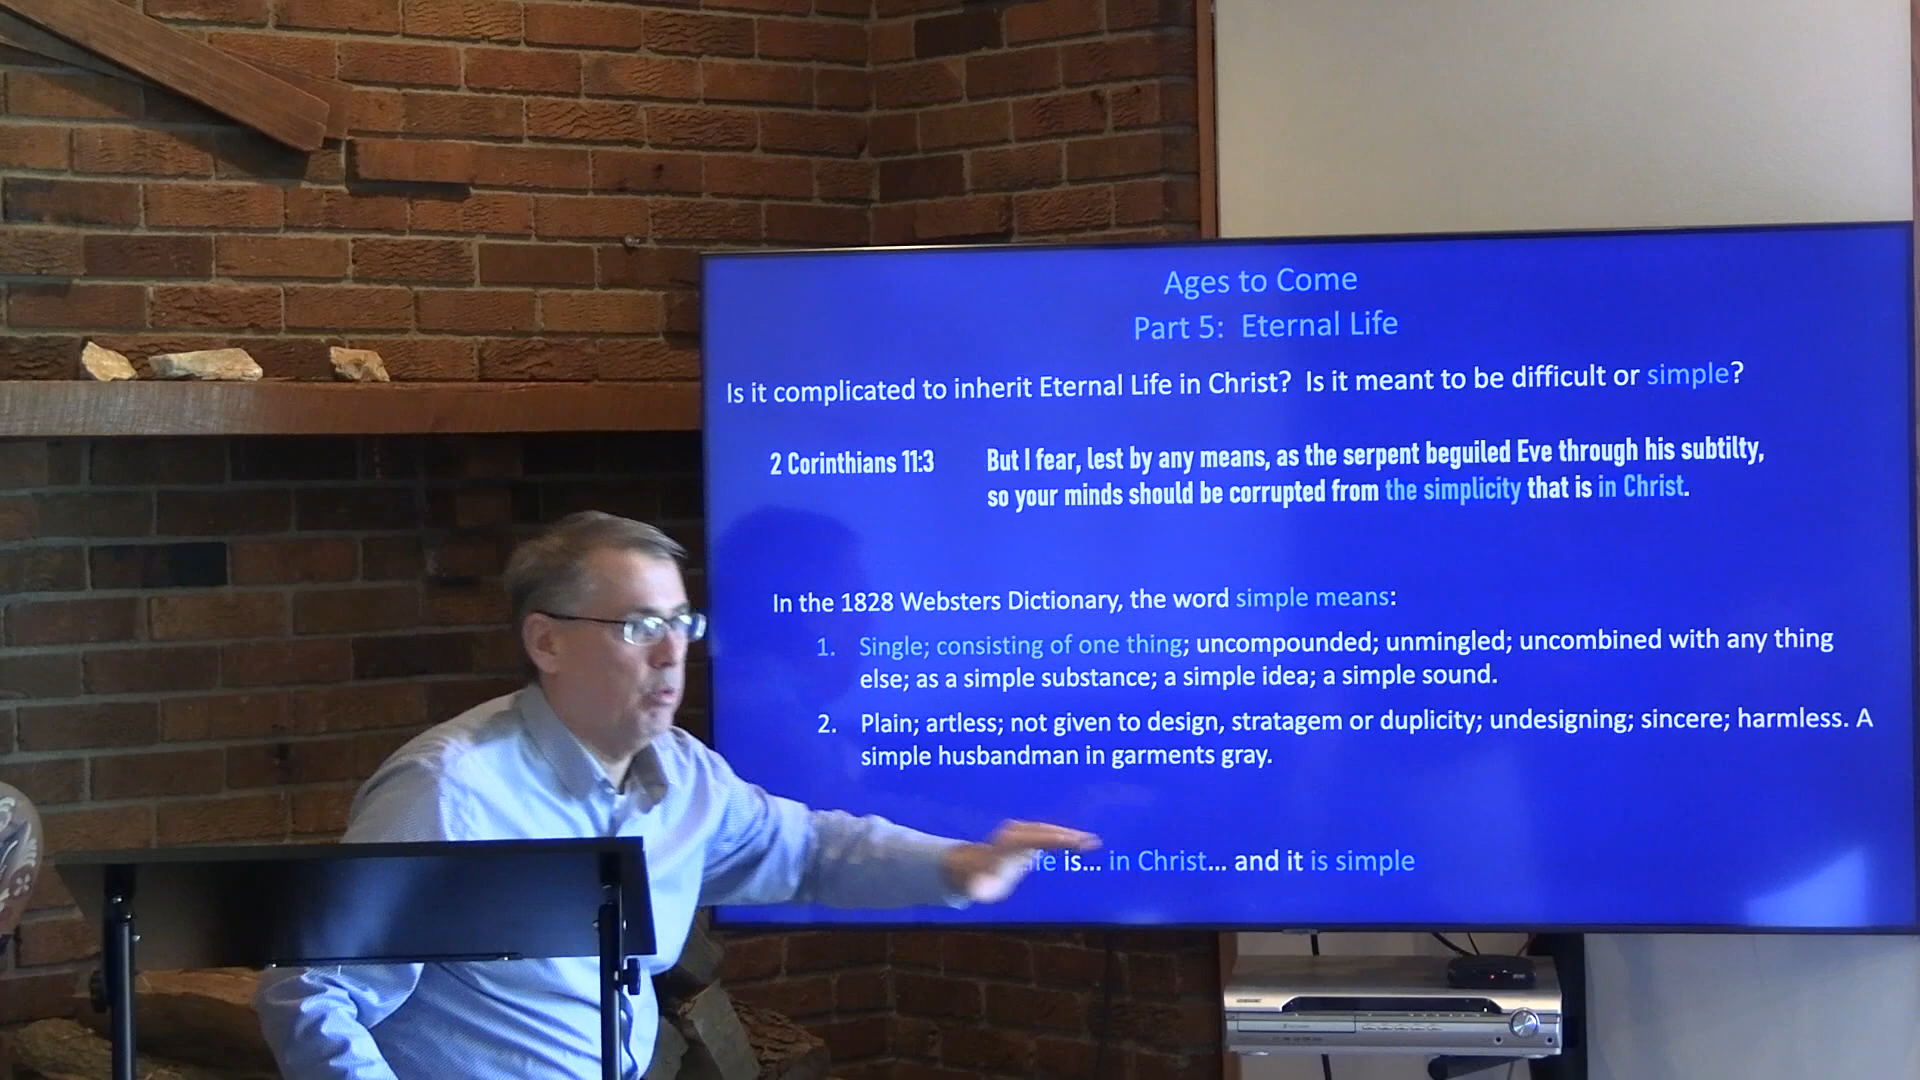 Ages to Come
Part 5: Eternal Life
Is it complicated to inherit Eternal Life in Christ? Is it meant to be difficult or simple?
2 Corinthians 11:3 But I fear, lest by any means, as the serpent beguiled Eve through his subtilty,
so your minds should be corrupted from the simplicity that is in Christ.
In the 1828 Websters Dictionary, the word simple means:
1. Single; consisting of one thing; uncompounded; unmingled; uncombined with any thing
else; as a simple substance; a simple idea; a simple sound.
2. Plain; artless; not given to design, stratagem or duplicity; undesigning; sincere; harmless. A
simple husbandman in garments gray.
is... in Christ... and it is simple